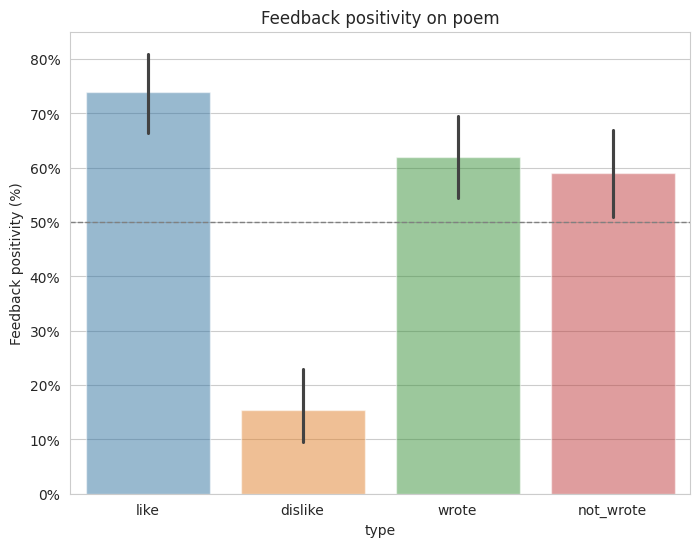 Feedback positivity on poem
Feedback positivity (%)
80%
70%
60%
50%
40%
30%
20%
10%
0%
like dislike wrote not_wrote
type